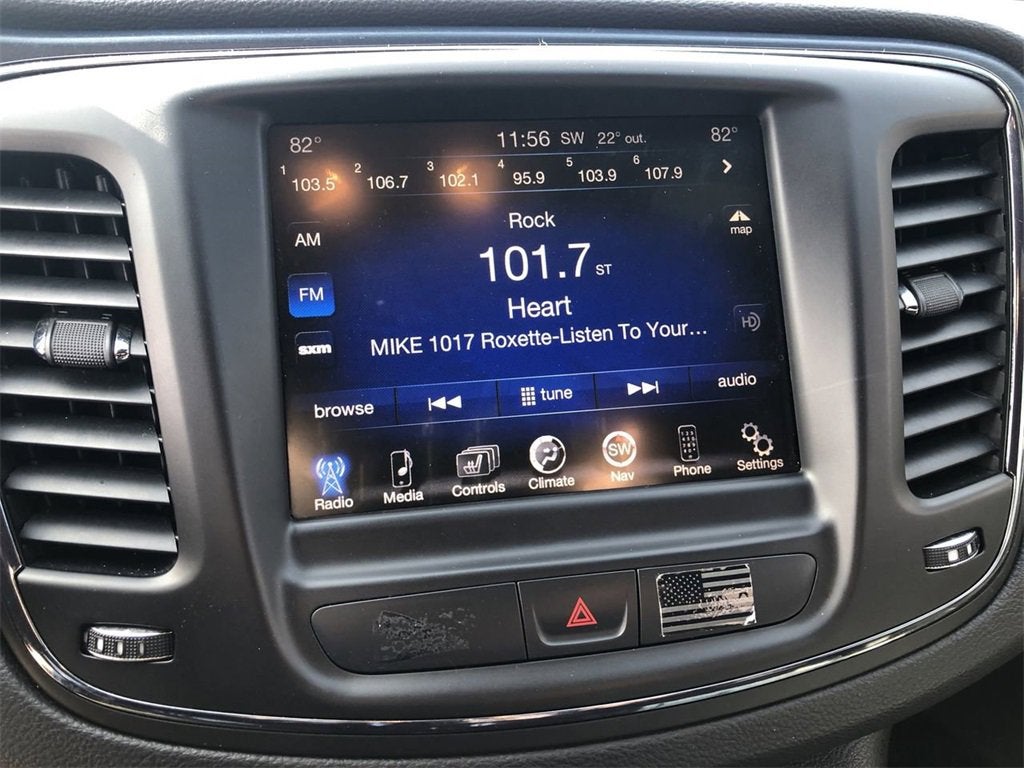 82° 11:56 SW 22° out. 82°
1 103.5 2 106.7 3 102.1 4 95.9 5 103.9 6 107.9
Rock
map
AM
101.7 ST
FM
Heart
HD
MIKE 1017 Roxette-Listen To Your...
sxm
browse tune audio
SW
Radio Media Controls Climate Nav Phone Settings